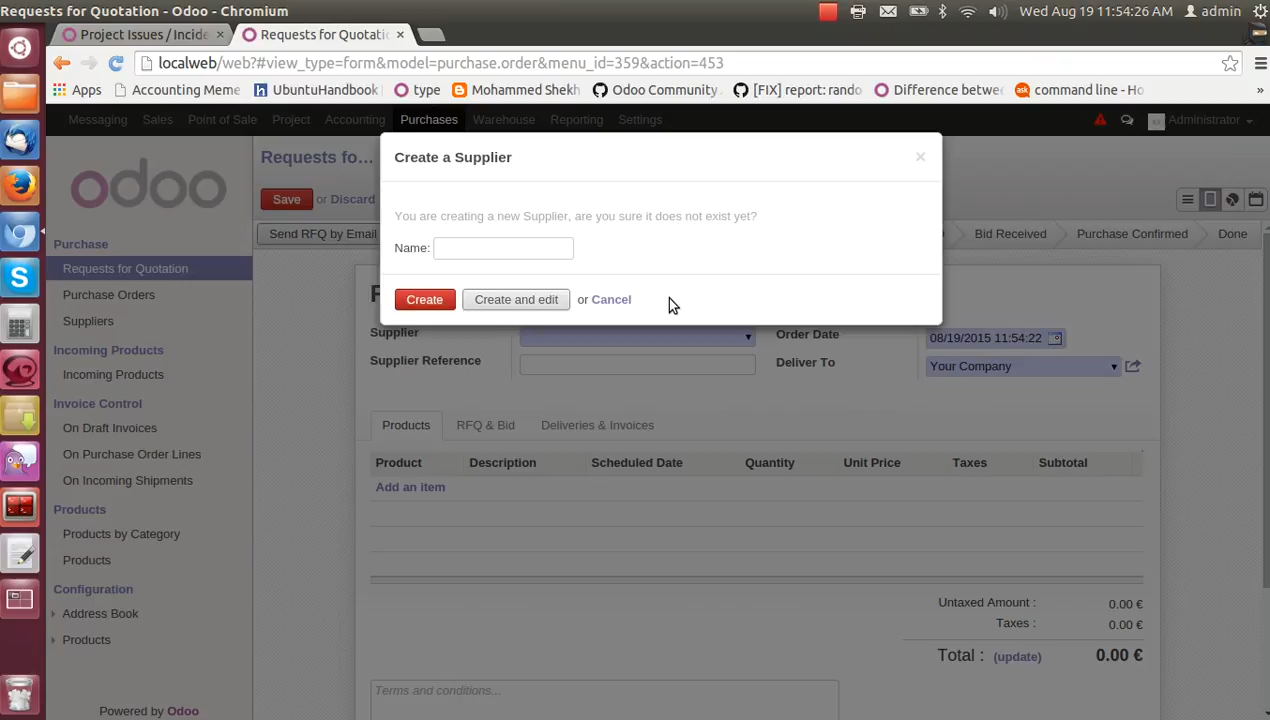 Requests for Quotation - Odoo - Chromium
Wed Aug 19 11:54:26 AM admin
Project Issues / Incide ×
Requests for Quotati ×
localweb/web?#view_type=form&model=purchase.order&menu_id=359&action=453
Apps Accounting Meme UbuntuHandbook type Mohammed Shekh Odoo Community [FIX] report: rando Difference betwee command line - Ho »
Messaging Sales Point of Sale Project Accounting Purchases Warehouse Reporting Settings Administrator
odoo
Purchase
Requests for Quotation
Purchase Orders
Suppliers
Incoming Products
Incoming Products
Invoice Control
On Draft Invoices
On Purchase Order Lines
On Incoming Shipments
Products
Products by Category
Products
Configuration
Address Book
Products
Powered by Odoo
Requests fo...
Save or Discard
Send RFQ by Email
Bid Received Purchase Confirmed Done
Create a Supplier ×
You are creating a new Supplier, are you sure it does not exist yet?
Name:
Create Create and edit or Cancel
Supplier
Order Date 08/19/2015 11:54:22
Supplier Reference
Deliver To Your Company
Products RFQ & Bid Deliveries & Invoices
Product Description Scheduled Date Quantity Unit Price Taxes Subtotal
Add an item
Untaxed Amount : 0.00 €
Taxes : 0.00 €
Total : (update) 0.00 €
Terms and conditions...